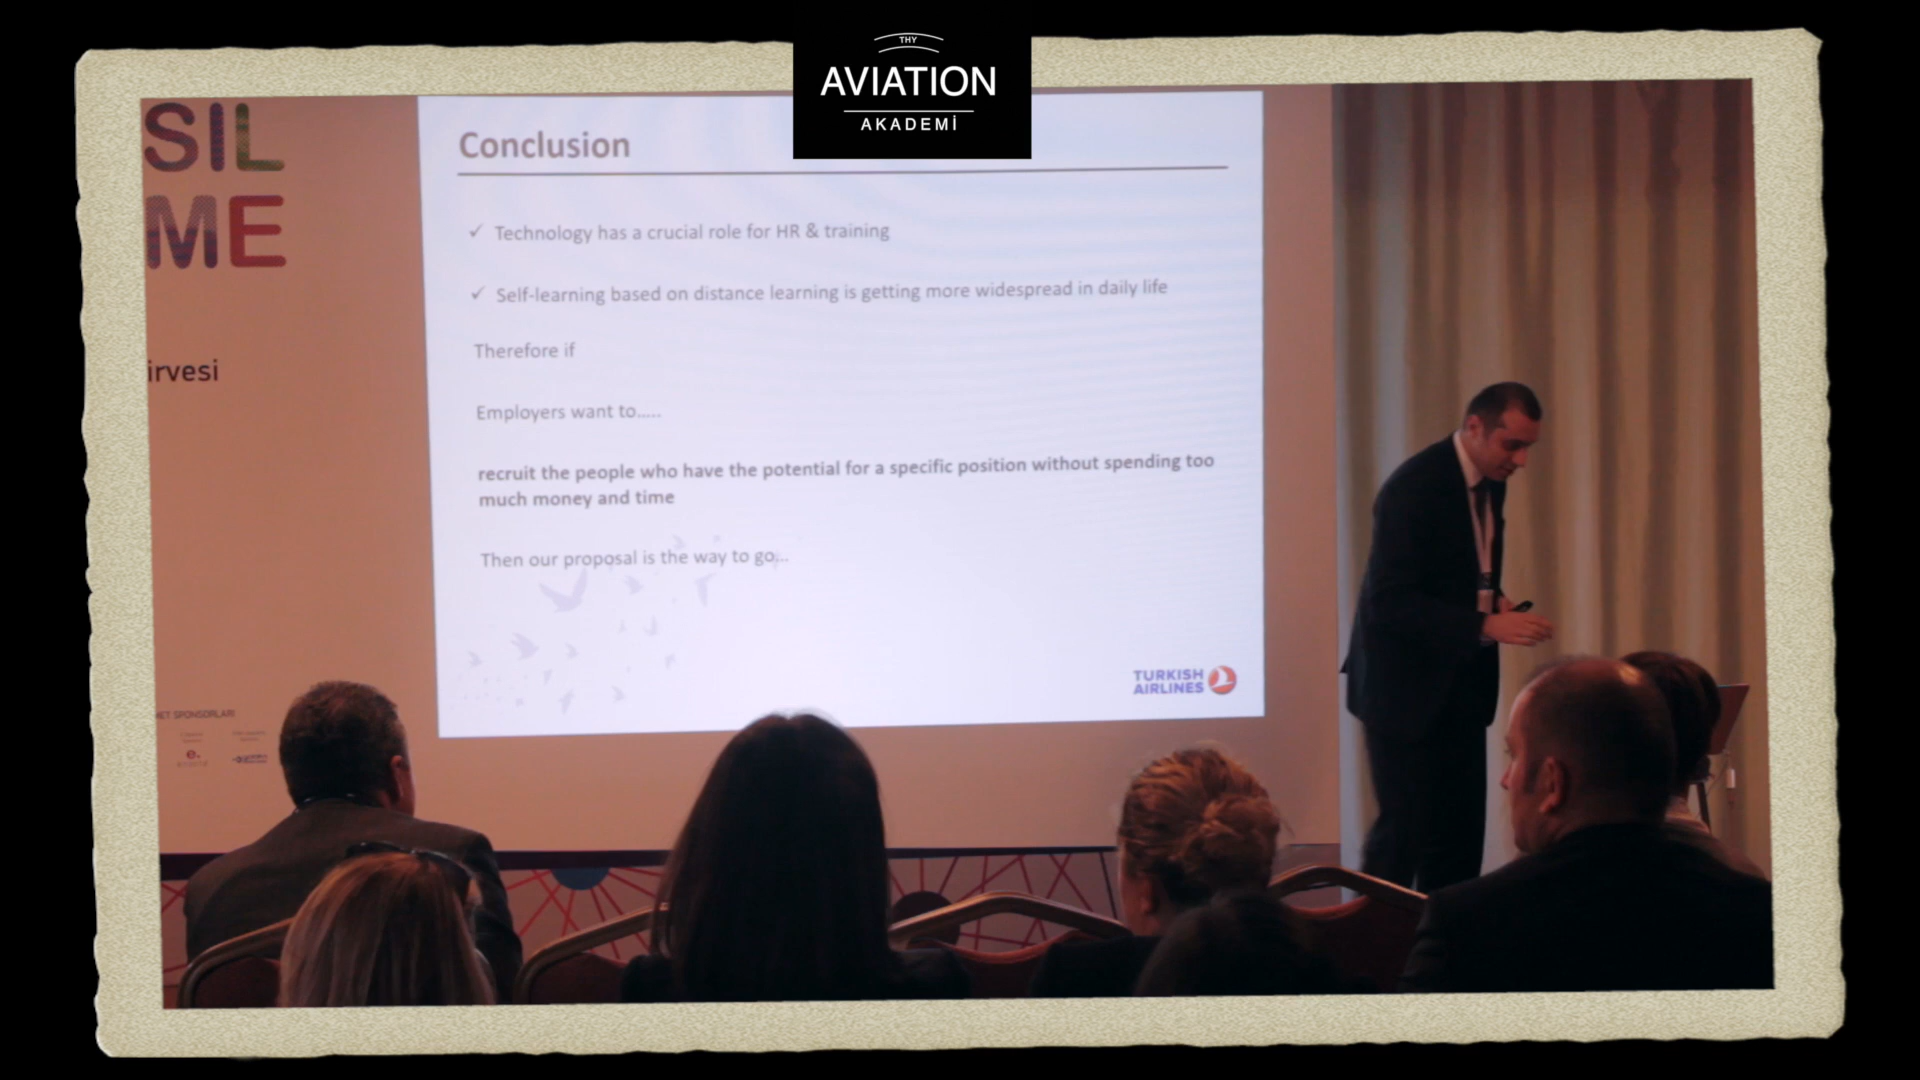 THY
AVIATION
AKADEMİ
SIL
ME
irvesi
Conclusion
✓ Technology has a crucial role for HR & training
✓ Self-learning based on distance learning is getting more widespread in daily life
Therefore if
Employers want to.....
recruit the people who have the potential for a specific position without spending too
much money and time
Then our proposal is the way to go...
TURKISH
AIRLINES
MET SPONSORLARI
e.